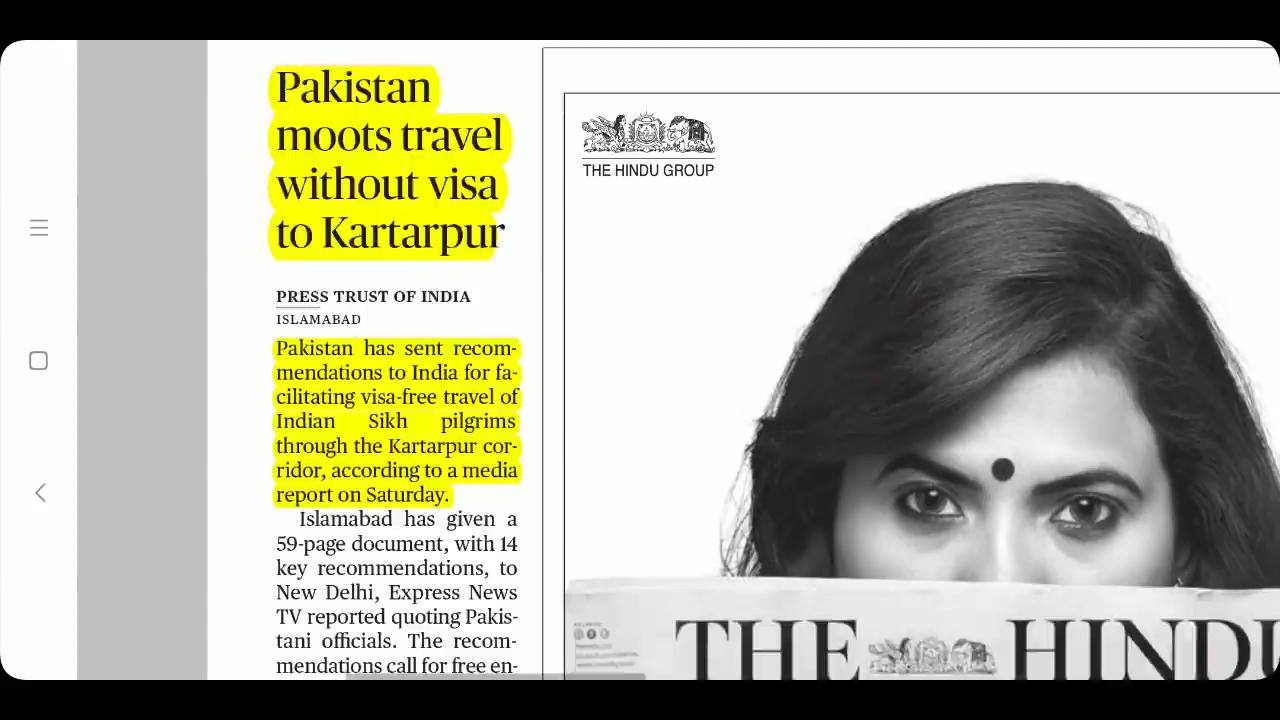 Pakistan
moots travel
without visa
to Kartarpur
PRESS TRUST OF INDIA
ISLAMABAD
Pakistan has sent recom-
mendations to India for fa-
cilitating visa-free travel of
Indian Sikh pilgrims
through the Kartarpur cor-
ridor, according to a media
report on Saturday.
Islamabad has given a
59-page document, with 14
key recommendations, to
New Delhi, Express News
TV reported quoting Pakis-
tani officials. The recom-
mendations call for free en-
THE HINDU GROUP
THE HINDU